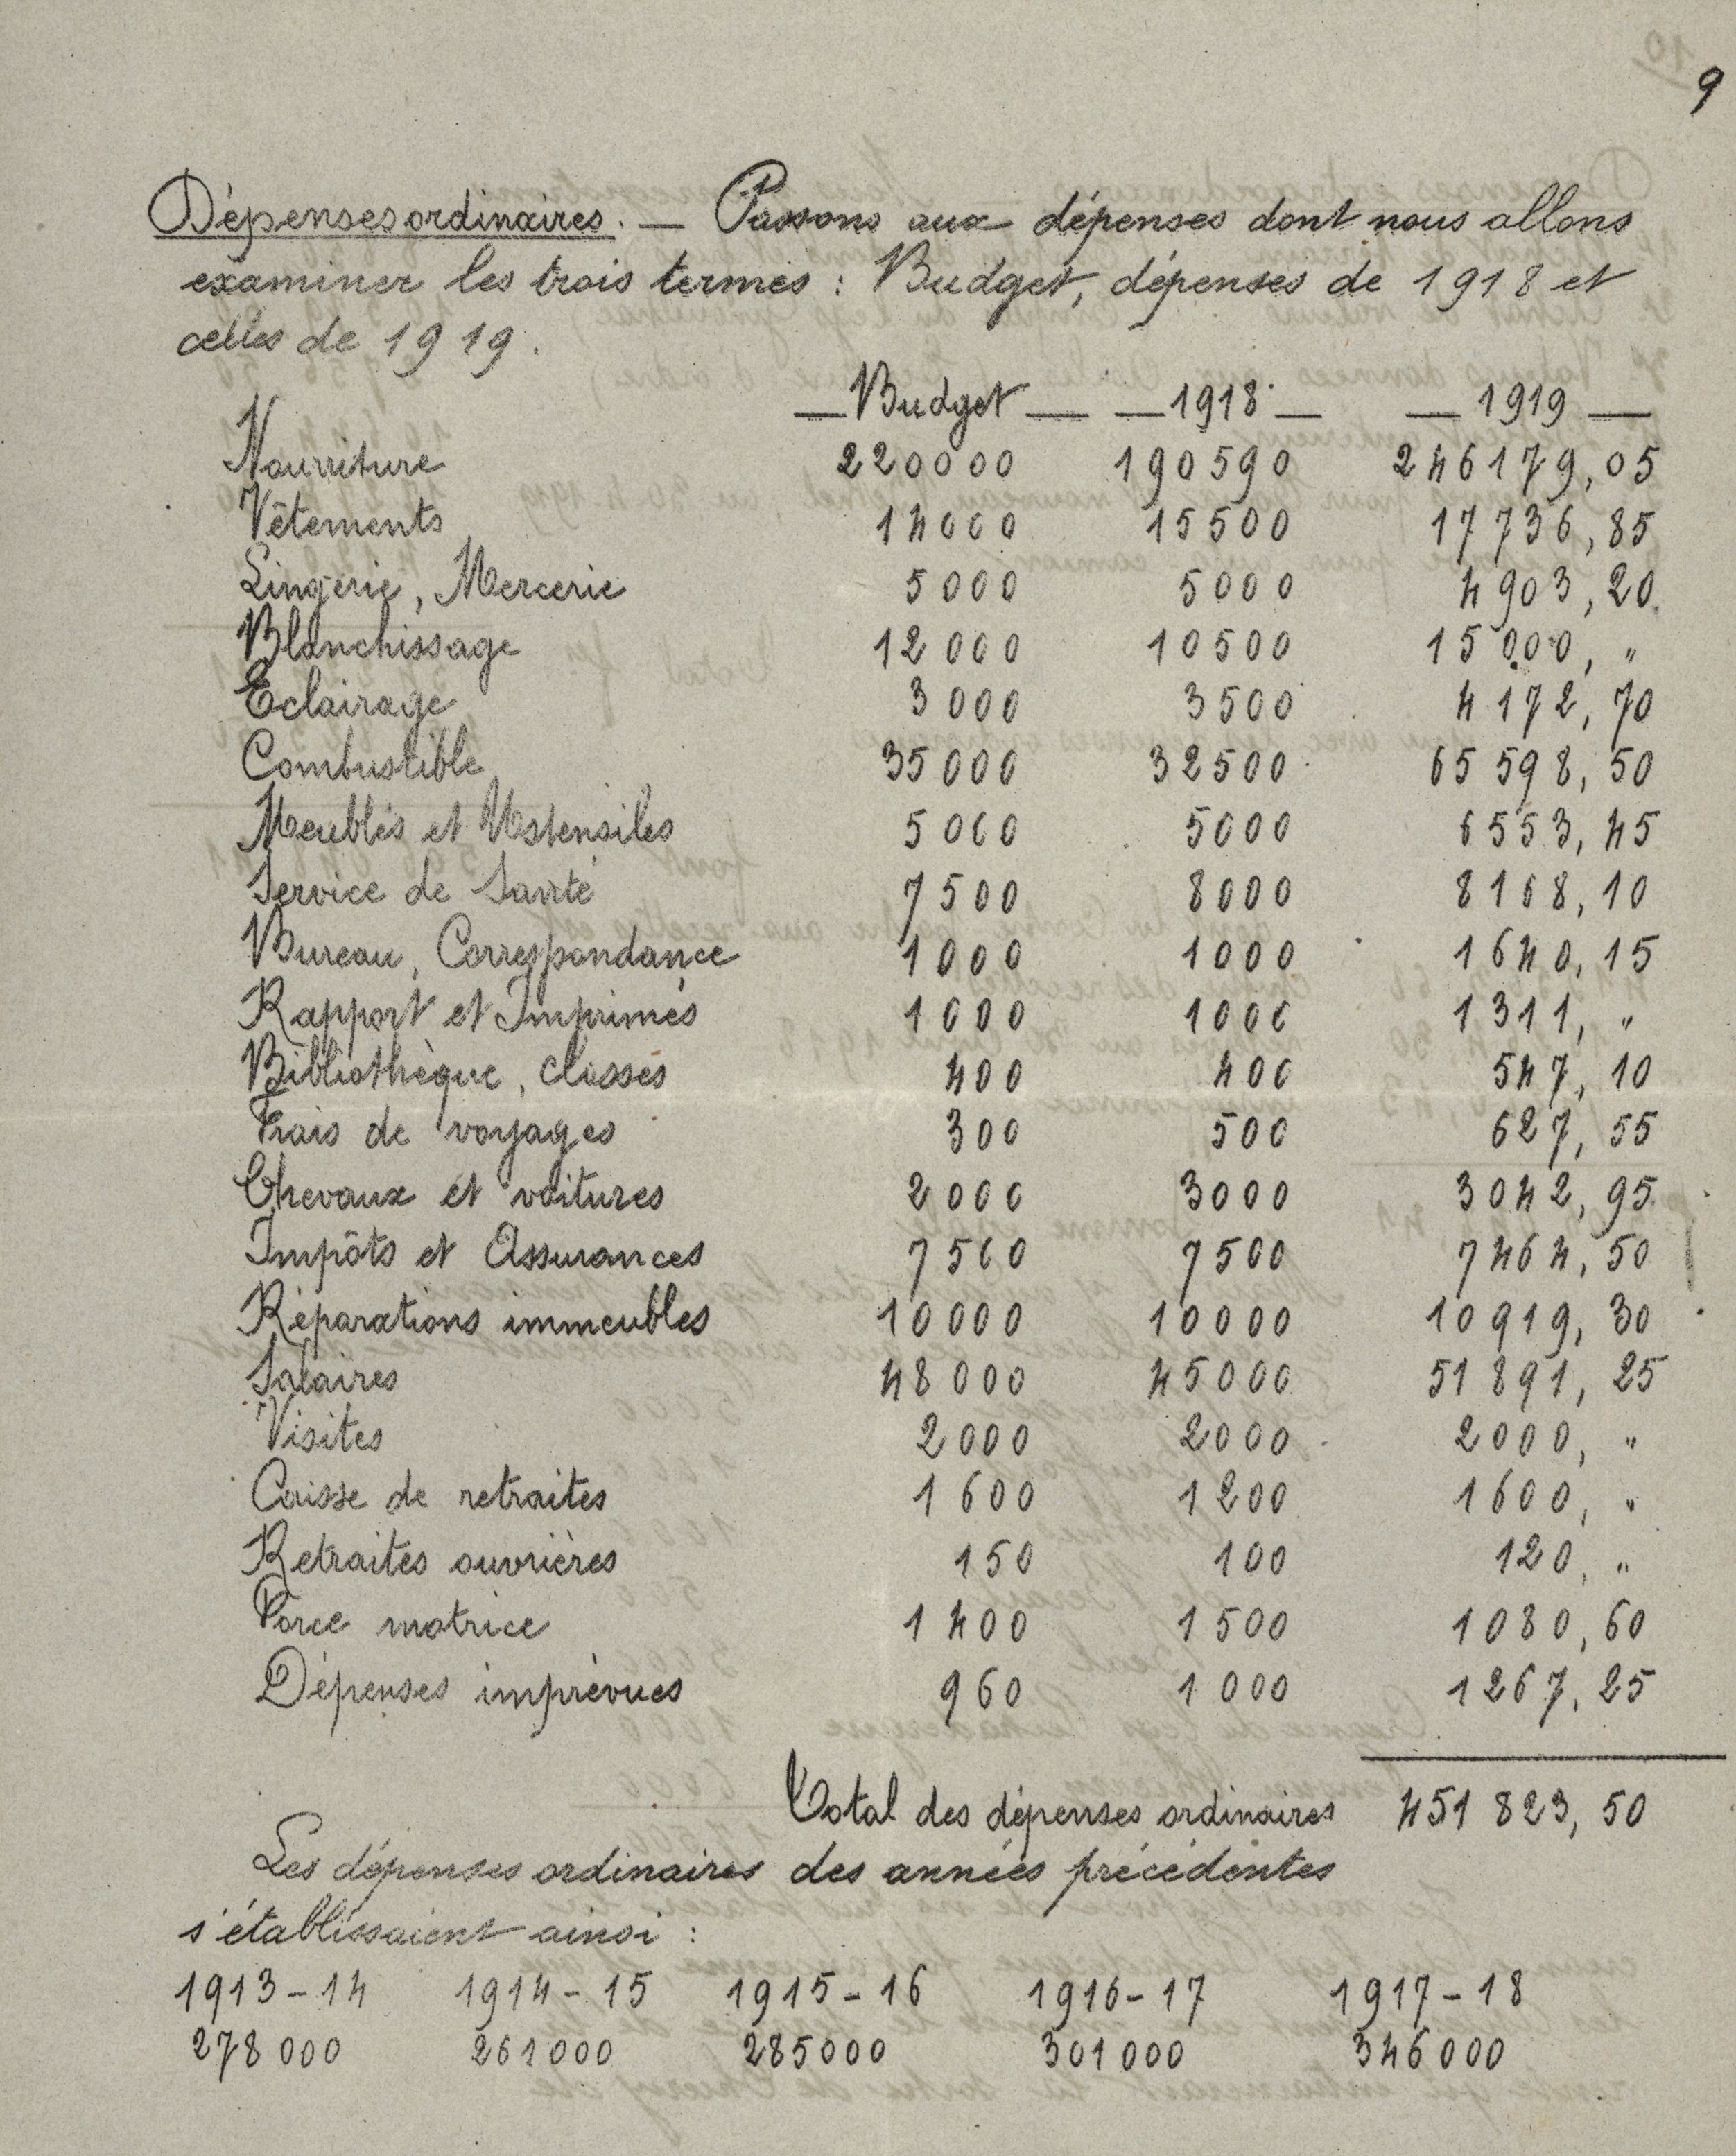 9
Dépenses ordinaires. — Passons aux dépenses dont nous allons
examiner les trois termes : Budget, dépenses de 1918 et
celles de 1919.
— Budget — — 1918 — — 1919 —
Nourriture 220000 190590 246179,05
Vêtements 14000 15500 17736,85
Lingerie, Mercerie 5000 5000 4903,20
Blanchissage 12000 10500 15000, "
Eclairage 3000 3500 4172,70
Combustible 35000 32500 65598,50
Meubles et Ustensiles 5000 5000 6553,45
Service de Santé 7500 8000 8168,10
Bureau, Correspondance 1000 1000 1640,15
Rapport et Imprimés 1000 1000 1311, "
Bibliothèque, classes 400 400 547,10
Frais de voyages 300 500 627,55
Chevaux et voitures 2000 3000 3042,95
Impôts et Assurances 7500 7500 7464,50
Réparations immeubles 10000 10000 10919,30
Salaires 48000 45000 51891,25
Visites 2000 2000 2000, "
Caisse de retraites 1600 1200 1600, "
Retraites ouvrières 150 100 120, "
Force motrice 1400 1500 1080,60
Dépenses imprévues 960 1000 1267,25
Total des dépenses ordinaires 451 823,50
Les dépenses ordinaires des années précédentes
s'établissaient ainsi :
1913-14 1914-15 1915-16 1916-17 1917-18
278000 261000 285000 301000 346000